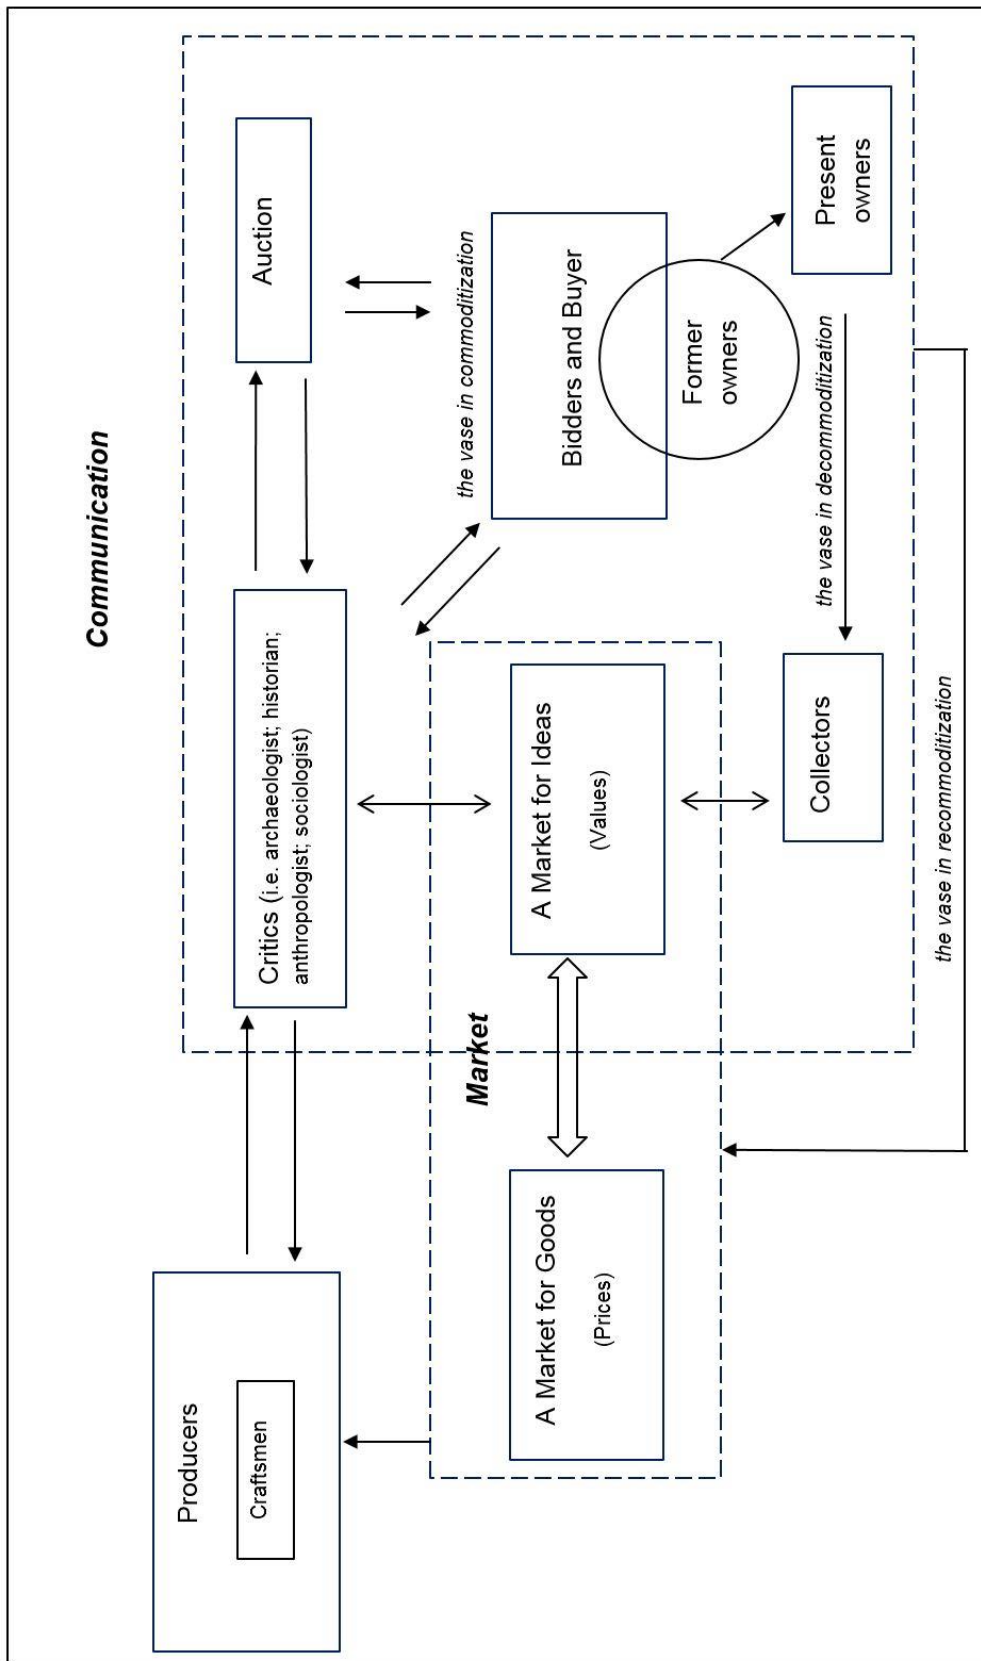 Communication
Producers
Craftsmen
Critics (i.e. archaeologist; historian;
anthropologist; sociologist)
Auction
the vase in commoditization
Market
A Market for Goods
(Prices)
A Market for Ideas
(Values)
Bidders and Buyer
Former
owners
Present
owners
the vase in decommoditization
Collectors
the vase in recommoditization